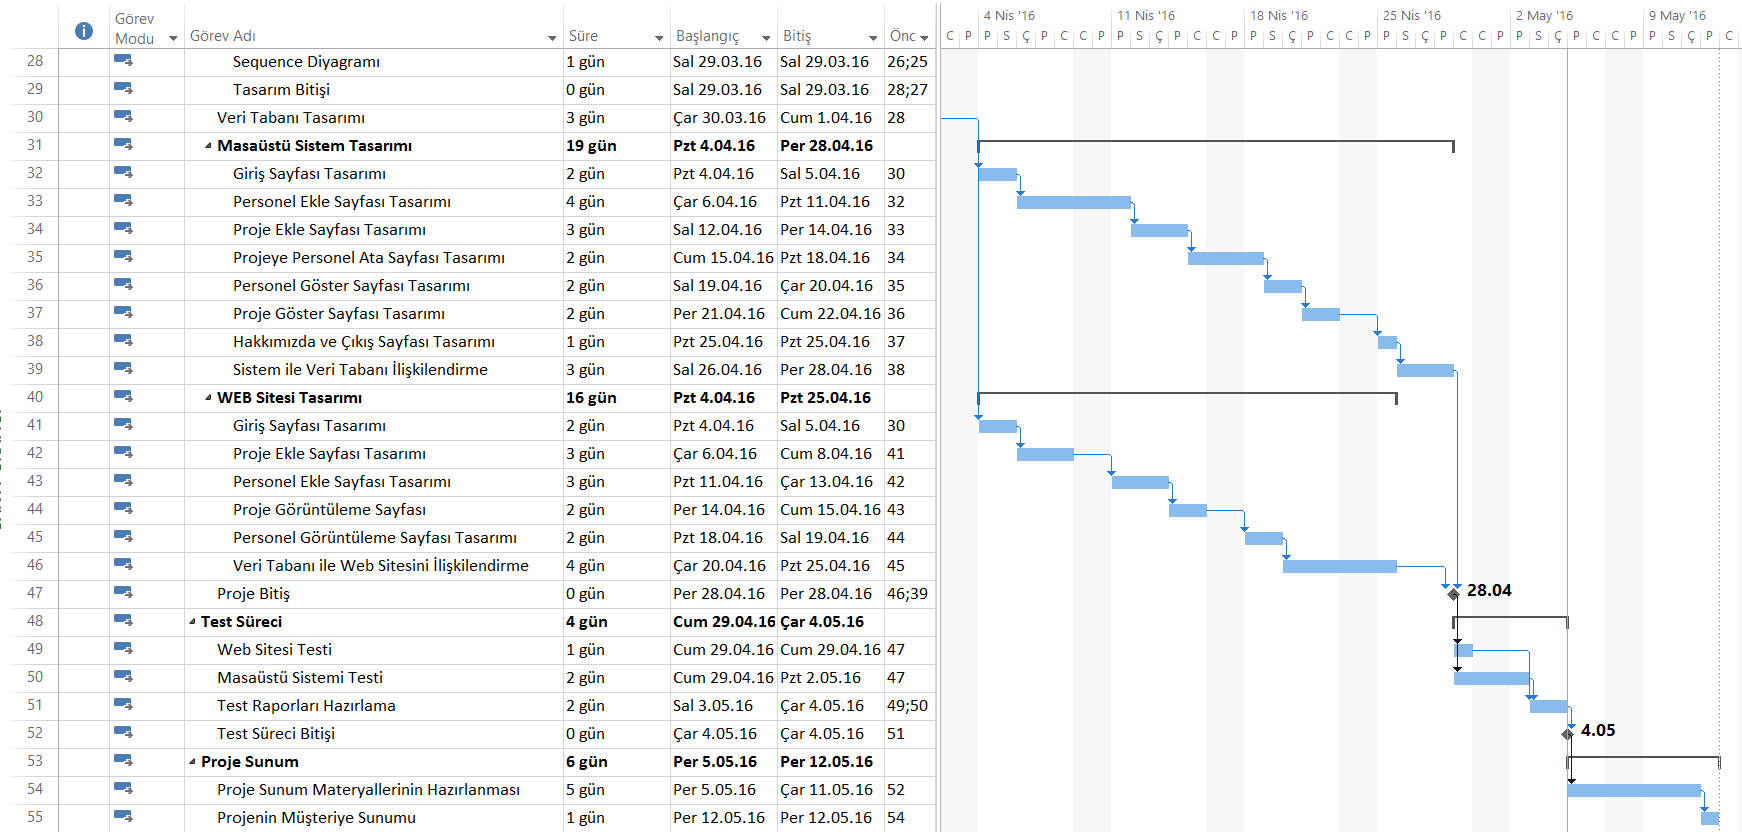 4 Nis '16 11 Nis '16 18 Nis '16 25 Nis '16 2 May '16 9 May '16
Görev Modu Görev Adı Süre Başlangıç Bitiş Önc
C P P S Ç P C C P S Ç P C C P S Ç P C C P S Ç P C C P S Ç P C
28 Sequence Diyagramı 1 gün Sal 29.03.16 Sal 29.03.16 26;25
29 Tasarım Bitişi 0 gün Sal 29.03.16 Sal 29.03.16 28;27
30 Veri Tabanı Tasarımı 3 gün Çar 30.03.16 Cum 1.04.16 28
31 Masaüstü Sistem Tasarımı 19 gün Pzt 4.04.16 Per 28.04.16
32 Giriş Sayfası Tasarımı 2 gün Pzt 4.04.16 Sal 5.04.16 30
33 Personel Ekle Sayfası Tasarımı 4 gün Çar 6.04.16 Pzt 11.04.16 32
34 Proje Ekle Sayfası Tasarımı 3 gün Sal 12.04.16 Per 14.04.16 33
35 Projeye Personel Ata Sayfası Tasarımı 2 gün Cum 15.04.16 Pzt 18.04.16 34
36 Personel Göster Sayfası Tasarımı 2 gün Sal 19.04.16 Çar 20.04.16 35
37 Proje Göster Sayfası Tasarımı 2 gün Per 21.04.16 Cum 22.04.16 36
38 Hakkımızda ve Çıkış Sayfası Tasarımı 1 gün Pzt 25.04.16 Pzt 25.04.16 37
39 Sistem ile Veri Tabanı İlişkilendirme 3 gün Sal 26.04.16 Per 28.04.16 38
40 WEB Sitesi Tasarımı 16 gün Pzt 4.04.16 Pzt 25.04.16
41 Giriş Sayfası Tasarımı 2 gün Pzt 4.04.16 Sal 5.04.16 30
42 Proje Ekle Sayfası Tasarımı 3 gün Çar 6.04.16 Cum 8.04.16 41
43 Personel Ekle Sayfası Tasarımı 3 gün Pzt 11.04.16 Çar 13.04.16 42
44 Proje Görüntüleme Sayfası 2 gün Per 14.04.16 Cum 15.04.16 43
45 Personel Görüntüleme Sayfası Tasarımı 2 gün Pzt 18.04.16 Sal 19.04.16 44
46 Veri Tabanı ile Web Sitesini İlişkilendirme 4 gün Çar 20.04.16 Pzt 25.04.16 45
47 Proje Bitiş 0 gün Per 28.04.16 Per 28.04.16 46;39 28.04
48 Test Süreci 4 gün Cum 29.04.16 Çar 4.05.16
49 Web Sitesi Testi 1 gün Cum 29.04.16 Cum 29.04.16 47
50 Masaüstü Sistemi Testi 2 gün Cum 29.04.16 Pzt 2.05.16 47
51 Test Raporları Hazırlama 2 gün Sal 3.05.16 Çar 4.05.16 49;50
52 Test Süreci Bitişi 0 gün Çar 4.05.16 Çar 4.05.16 51 4.05
53 Proje Sunum 6 gün Per 5.05.16 Per 12.05.16
54 Proje Sunum Materyallerinin Hazırlanması 5 gün Per 5.05.16 Çar 11.05.16 52
55 Projenin Müşteriye Sunumu 1 gün Per 12.05.16 Per 12.05.16 54